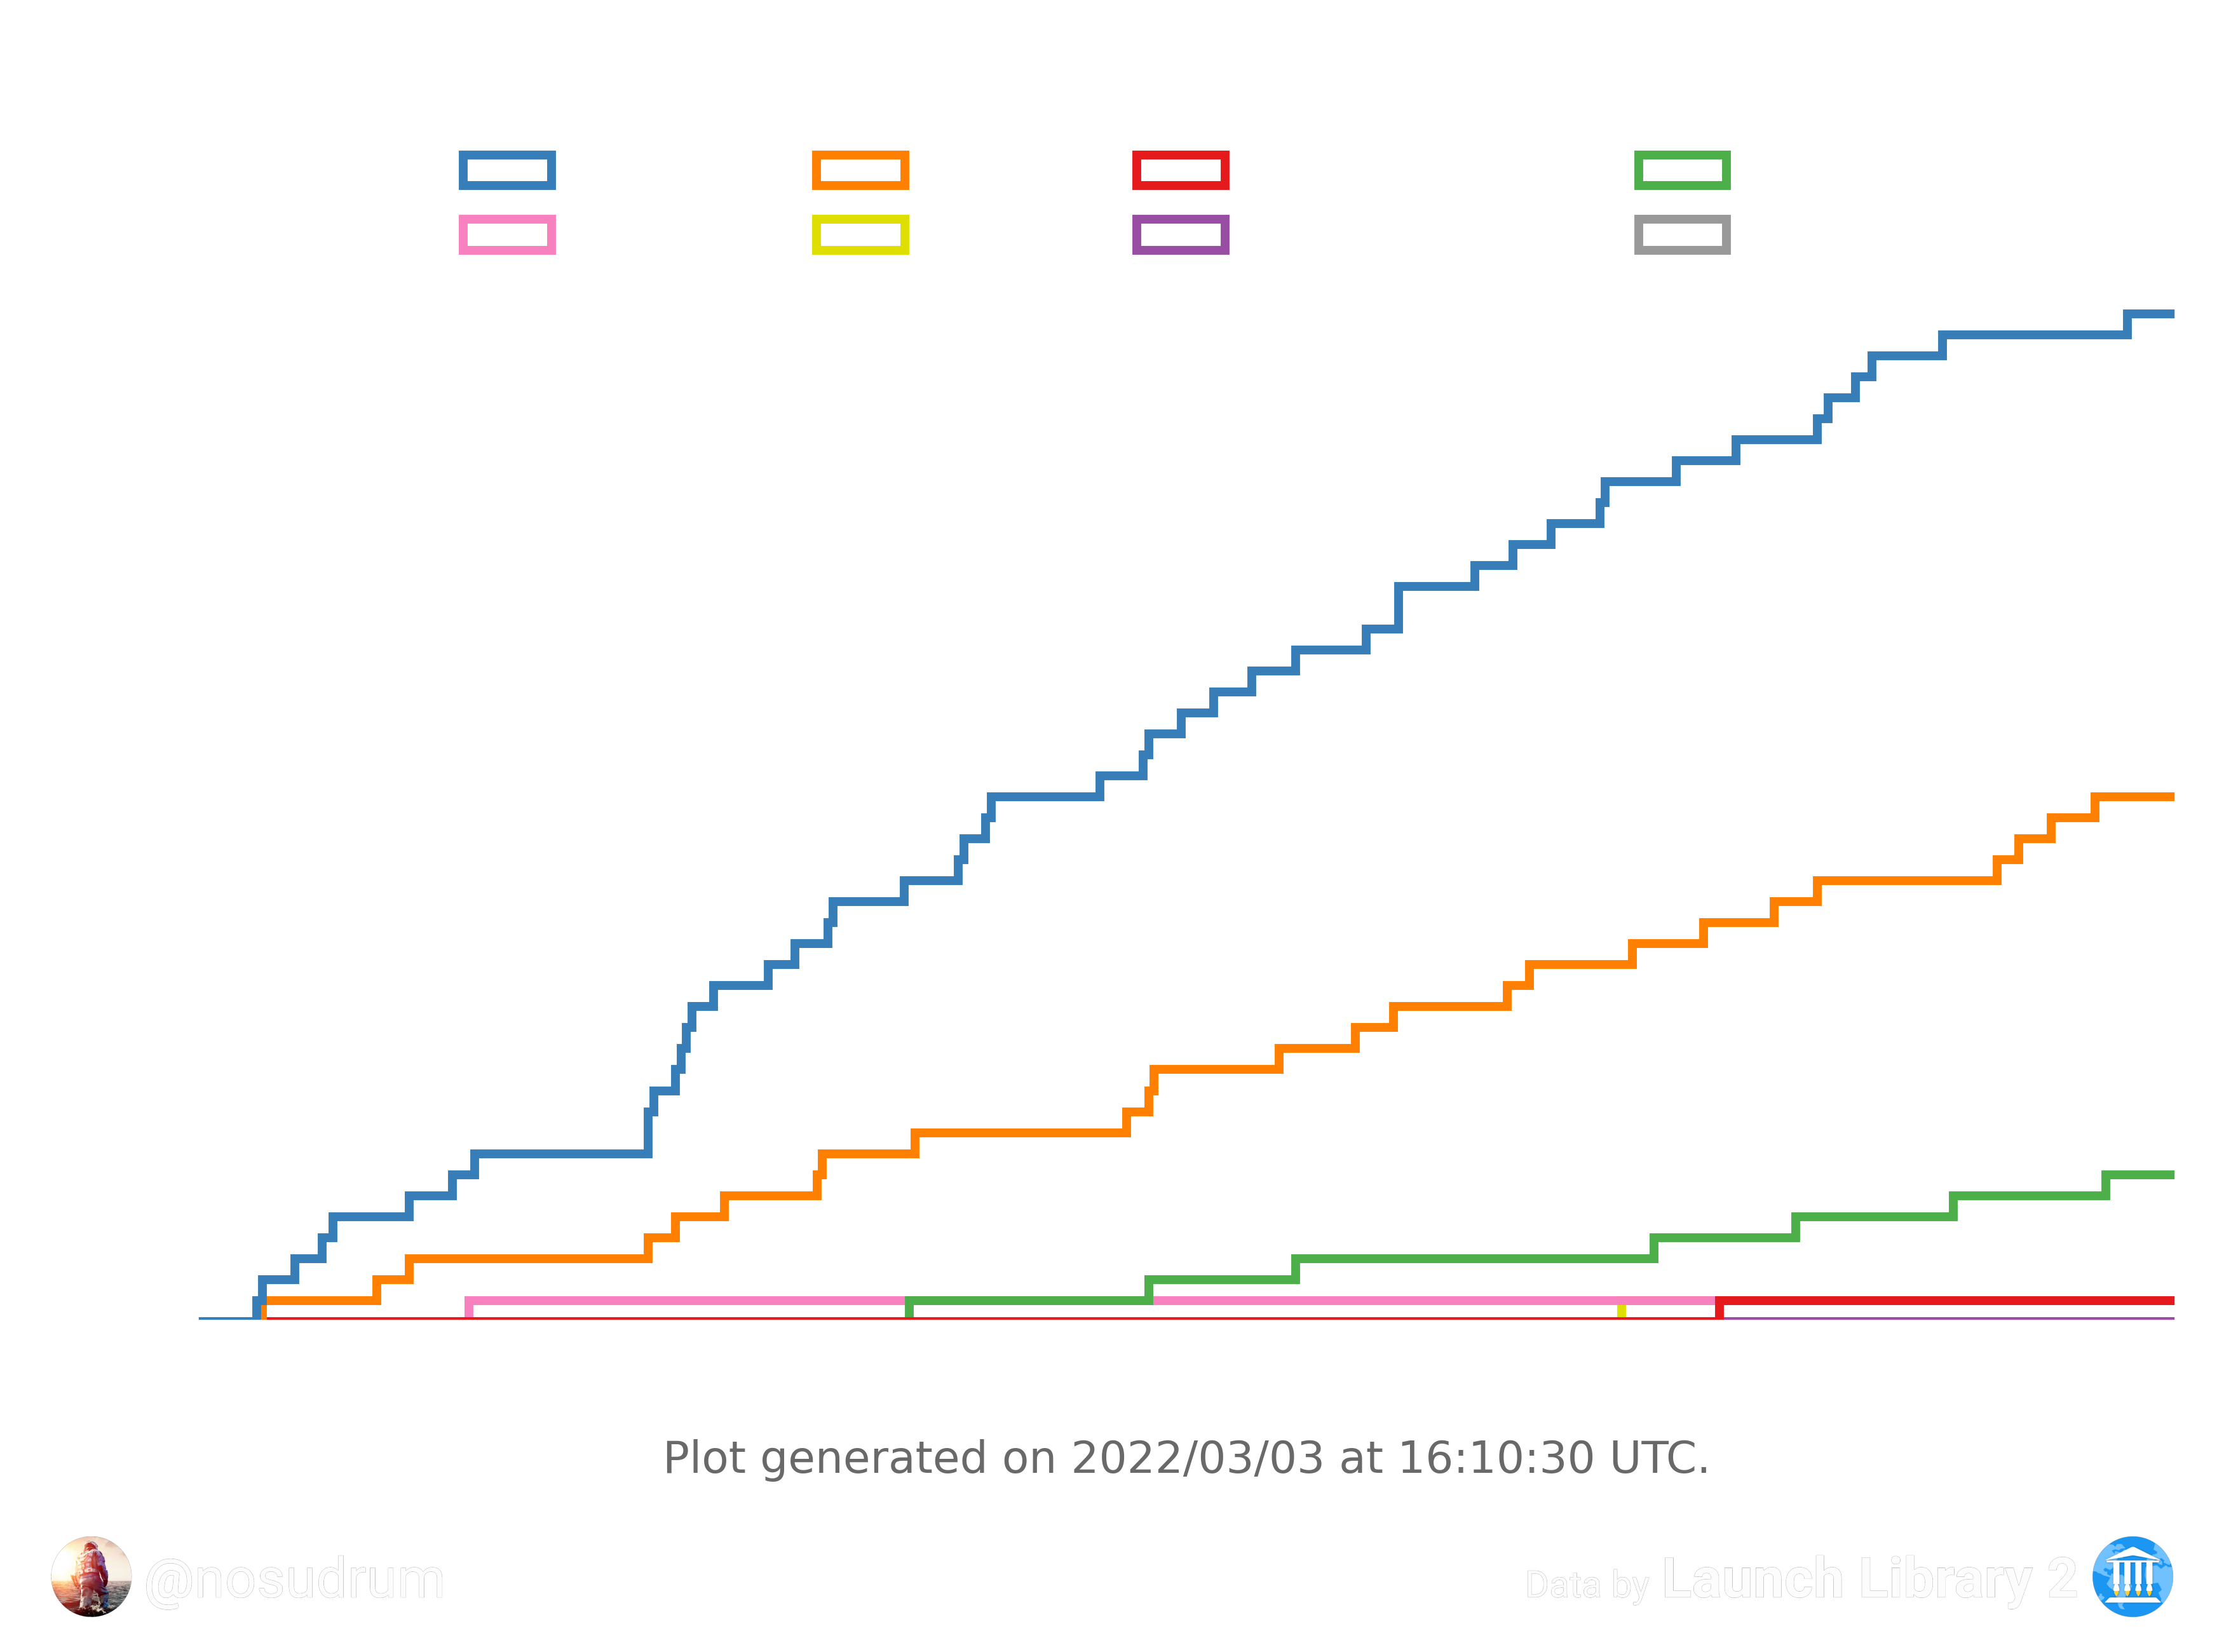 Plot generated on 2022/03/03 at 16:10:30 UTC.
@nosudrum
Data by Launch Library 2